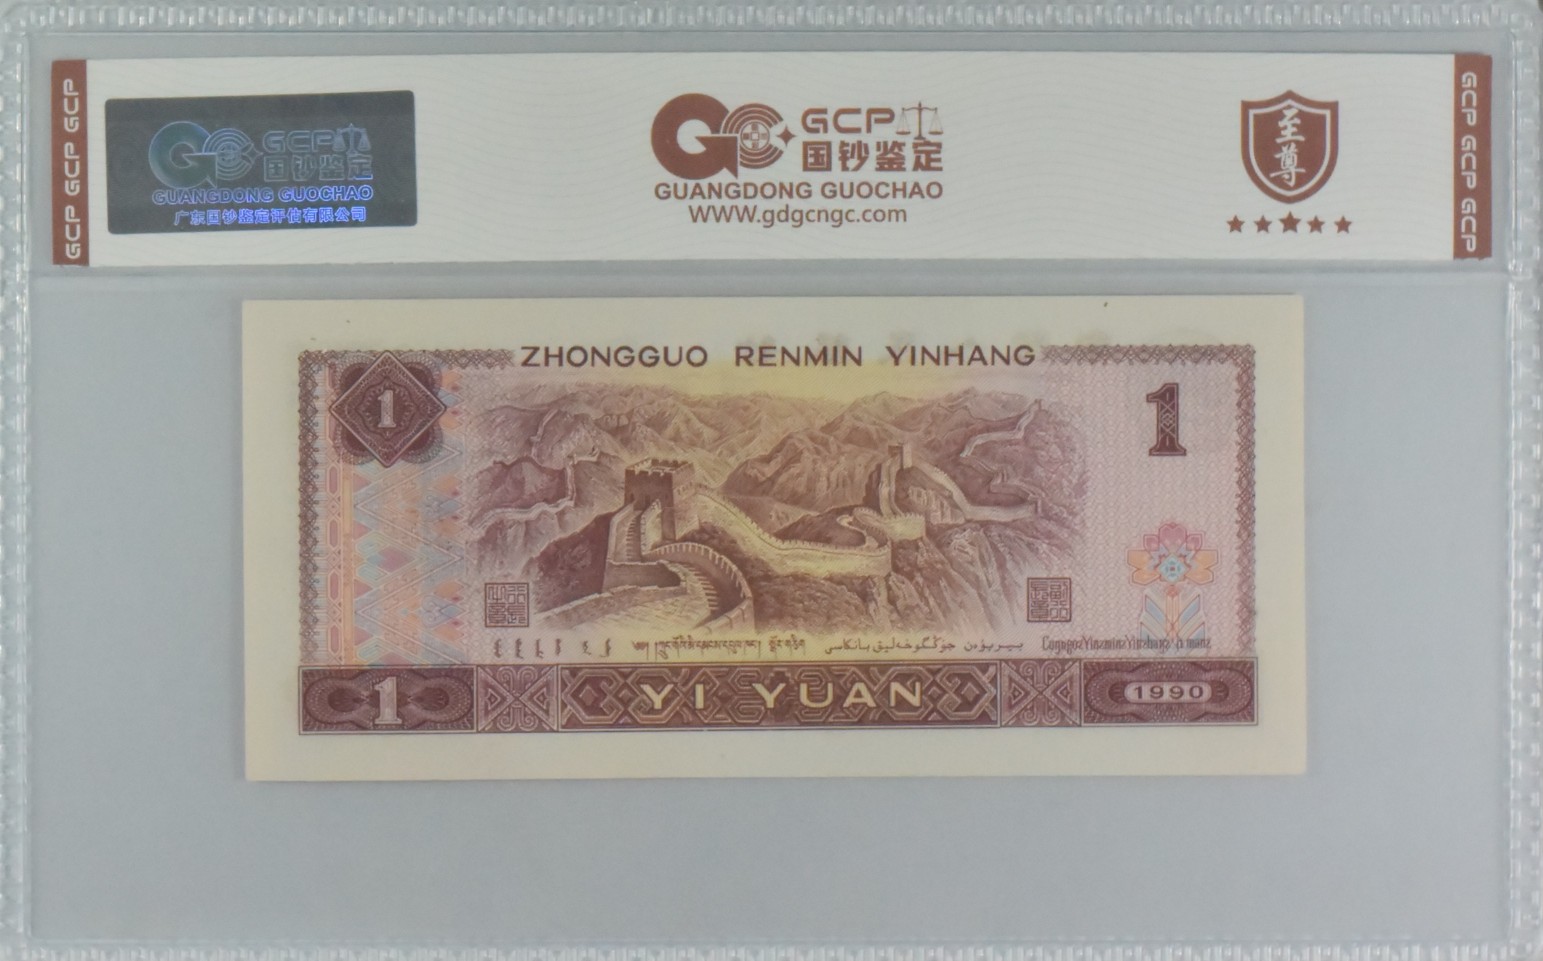 GCP GCP GCP
GCP
国钞鉴定
GUANGDONG GUOCHAO
广东国钞鉴定评估有限公司
GCP
国钞鉴定
GUANGDONG GUOCHAO
WWW.gdgcngc.com
至尊
GCP GCP GCP
ZHONGGUO RENMIN YINHANG
1
1
1
YI YUAN
1990